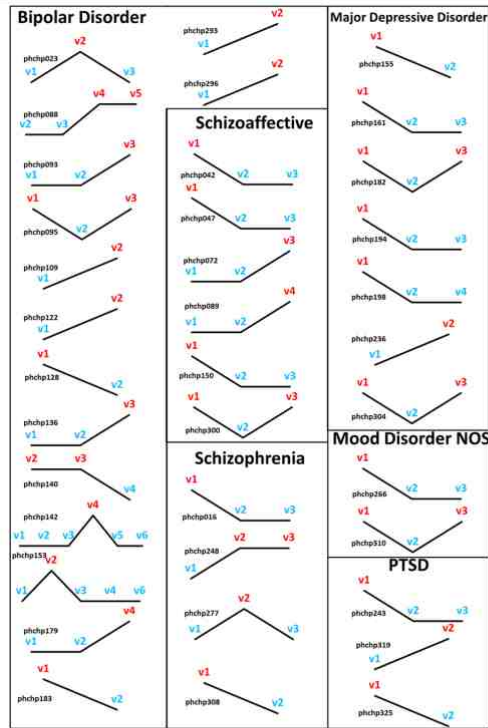 Bipolar Disorder
v2
phchp023
v1 v3
v4 v5
phchp088
v2 v3
v3
phchp093
v1 v2
v1 v3
phchp095
v2
v2
phchp109
v1
v2
phchp122
v1
v1
phchp128
v2
v3
phchp136
v1 v2
v2 v3
phchp140
v4
v4
phchp142
v1 v2 v3 v5 v6
phchp153
v2
v1 v3 v4 v6
v4
phchp179
v1 v2
v1
phchp183
v2
v2
phchp293
v1
v2
phchp296
v1
Schizoaffective
v1
phchp042
v2 v3
v1
phchp047
v2 v3
v3
phchp072
v1 v2
v4
phchp089
v1 v2
v1
phchp150
v2 v3
v1 v3
phchp300
v2
Schizophrenia
v1
phchp016
v2 v3
v2 v3
phchp248
v1
v2
phchp277
v1 v3
v1
phchp308
v2
Major Depressive Disorder
v1
phchp155
v2
v1
phchp161
v2 v3
v1 v3
phchp182
v2
v1
phchp194
v2 v3
v1
phchp198
v2 v4
v2
phchp236
v1
v1 v3
phchp304
v2
Mood Disorder NOS
v1
phchp266
v2 v3
v1 v3
phchp310
v2
PTSD
v1
phchp243
v2 v3
v2
phchp319
v1
v1
phchp325
v2